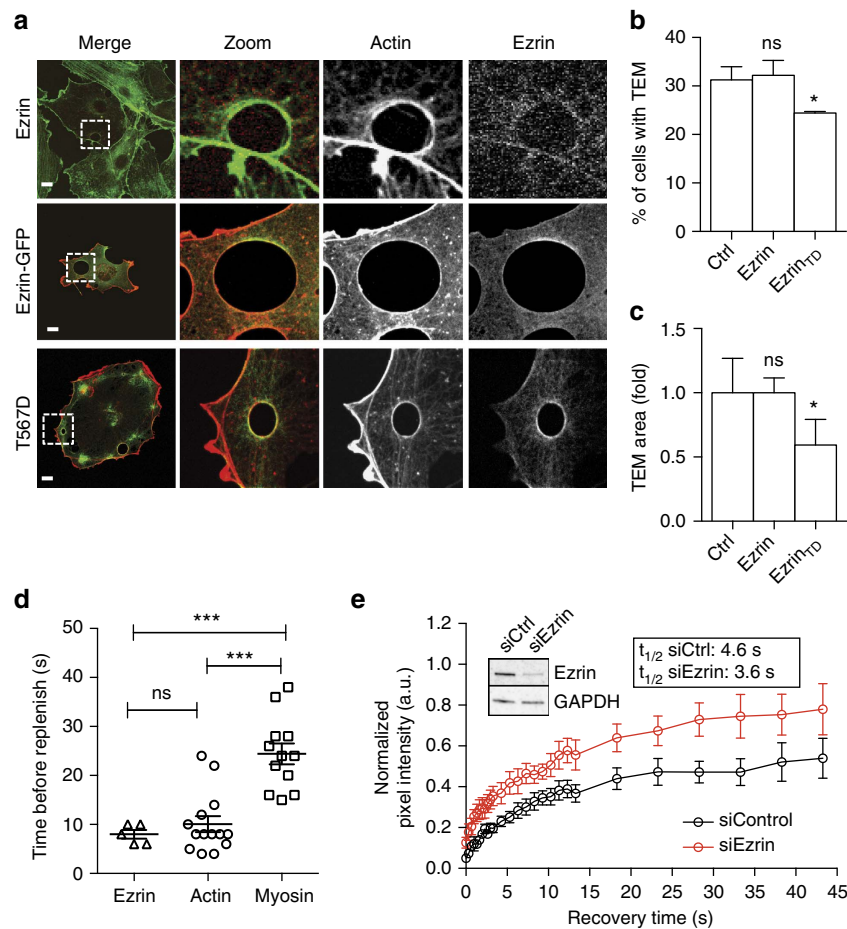 a
Merge Zoom Actin Ezrin
Ezrin
Ezrin-GFP
T567D
b
% of cells with TEM
40
30
20
10
0
ns
*
Ctrl
Ezrin
EzrinTD
c
TEM area (fold)
1.5
1.0
0.5
0.0
ns
*
Ctrl
Ezrin
EzrinTD
d
Time before replenish (s)
50
40
30
20
10
0
***
***
ns
Ezrin Actin Myosin
e
Normalized
pixel intensity (a.u.)
1.2
1.0
0.8
0.6
0.4
0.2
0.0
siCtrl
siEzrin
Ezrin
GAPDH
t1/2 siCtrl: 4.6 s
t1/2 siEzrin: 3.6 s
siControl
siEzrin
0 5 10 15 20 25 30 35 40 45
Recovery time (s)